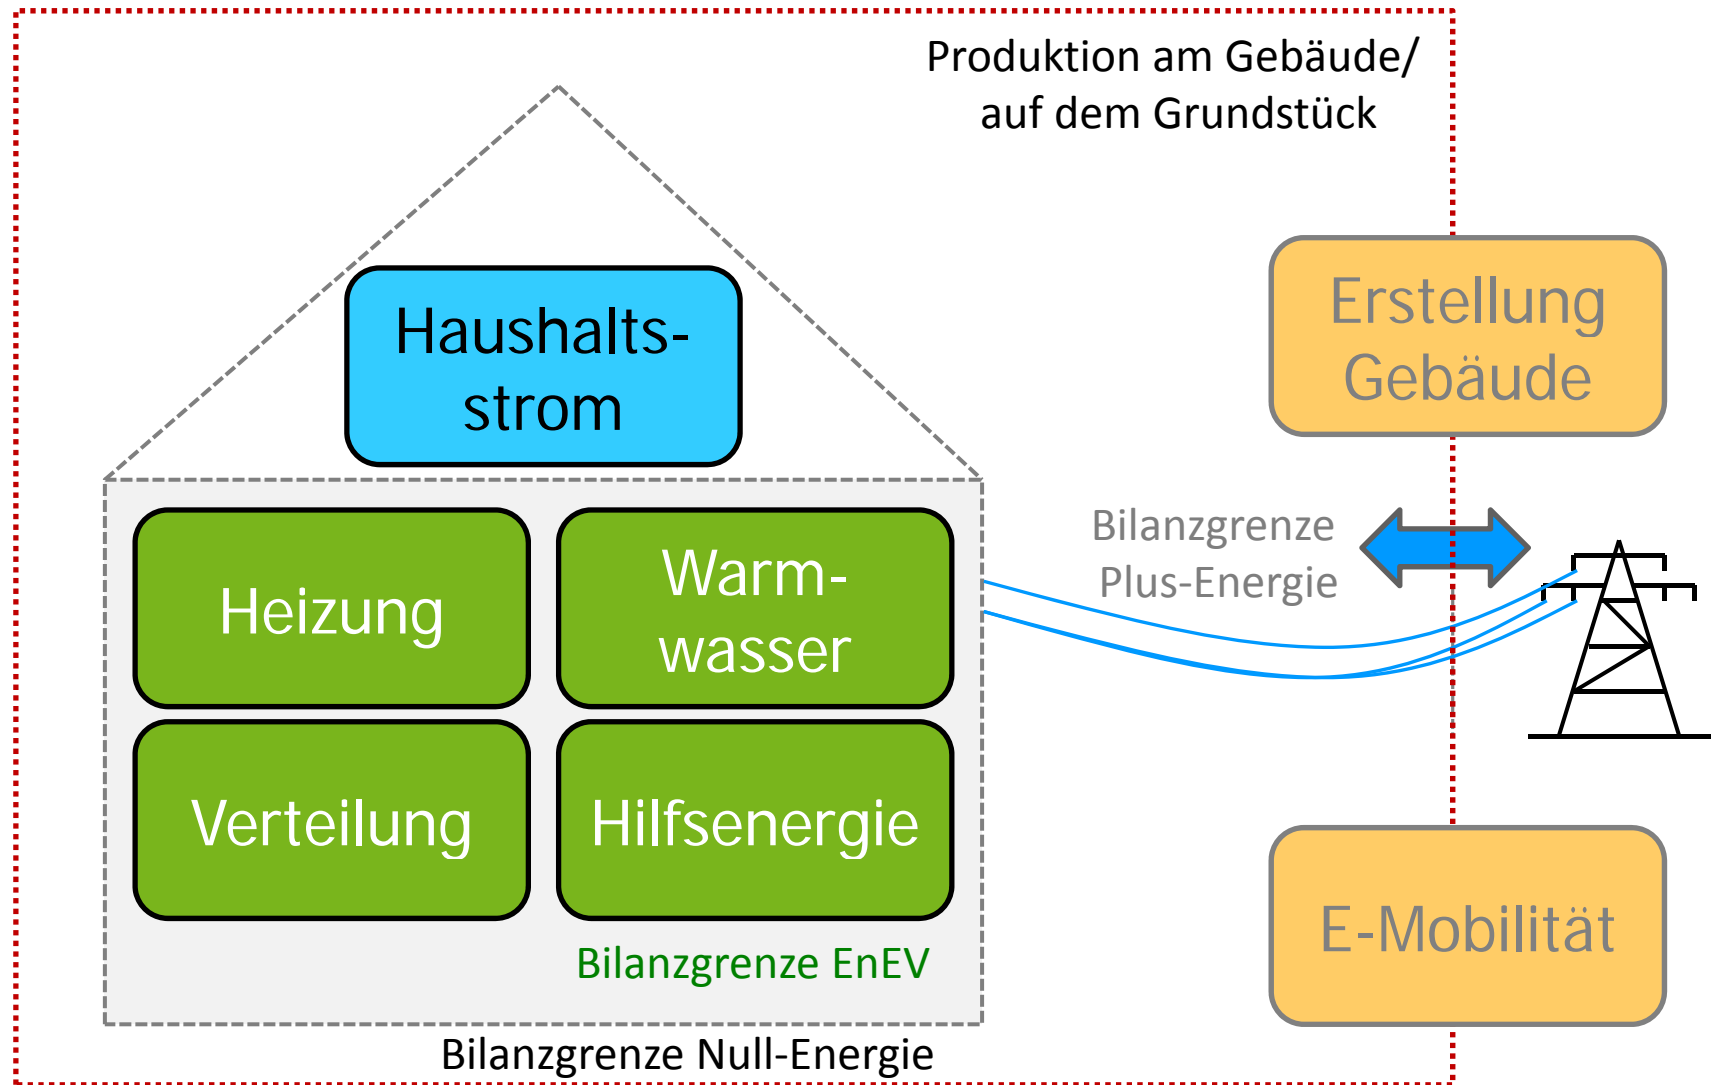 Produktion am Gebäude/
auf dem Grundstück
Haushalts-
strom
Erstellung
Gebäude
Bilanzgrenze
Plus-Energie
Heizung
Warm-
wasser
Verteilung
Hilfsenergie
E-Mobilität
Bilanzgrenze EnEV
Bilanzgrenze Null-Energie